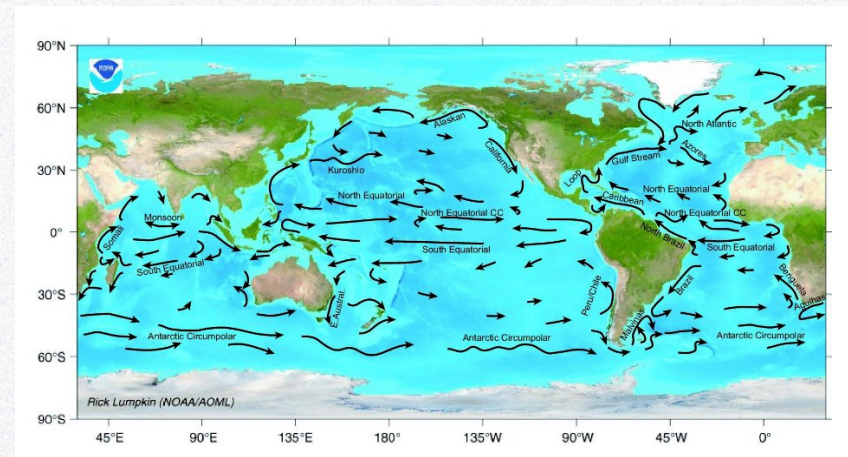 90°N
NOAA
60°N
Alaskan
North Atlantic
California
Azores
Gulf Stream
30°N
Kuroshio
Loop
North Equatorial
North Equatorial
Caribbean
Monsoon
North Equatorial CC
North Equatorial CC
0°
Somali
North Brazil
South Equatorial
South Equatorial
South Equatorial
Benguela
Brazil
Peru/Chile
30°S
E.Austral.
Agulhas
Malvinas
Antarctic Circumpolar
Antarctic Circumpolar
Antarctic Circumpolar
60°S
Rick Lumpkin (NOAA/AOML)
90°S
45°E 90°E 135°E 180° 135°W 90°W 45°W 0°